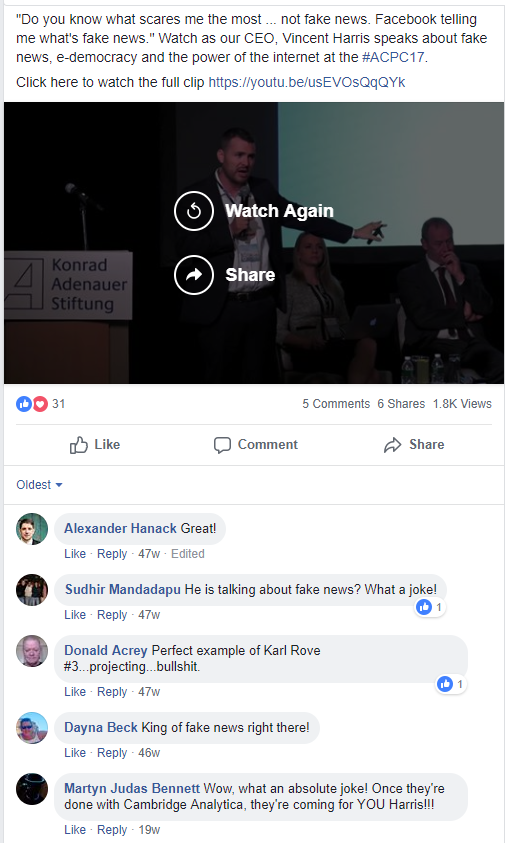 "Do you know what scares me the most ... not fake news. Facebook telling
me what's fake news." Watch as our CEO, Vincent Harris speaks about fake
news, e-democracy and the power of the internet at the #ACPC17.
Click here to watch the full clip https://youtu.be/usEVOsQqQYk
Watch Again
Share
Konrad
Adenauer
Stiftung
31
5 Comments 6 Shares 1.8K Views
Like Comment Share
Oldest
Alexander Hanack Great!
Like · Reply · 47w · Edited
Sudhir Mandadapu He is talking about fake news? What a joke!
1
Like · Reply · 47w
Donald Acrey Perfect example of Karl Rove
#3...projecting...bullshit.
1
Like · Reply · 47w
Dayna Beck King of fake news right there!
Like · Reply · 46w
Martyn Judas Bennett Wow, what an absolute joke! Once they're
done with Cambridge Analytica, they're coming for YOU Harris!!!
Like · Reply · 19w